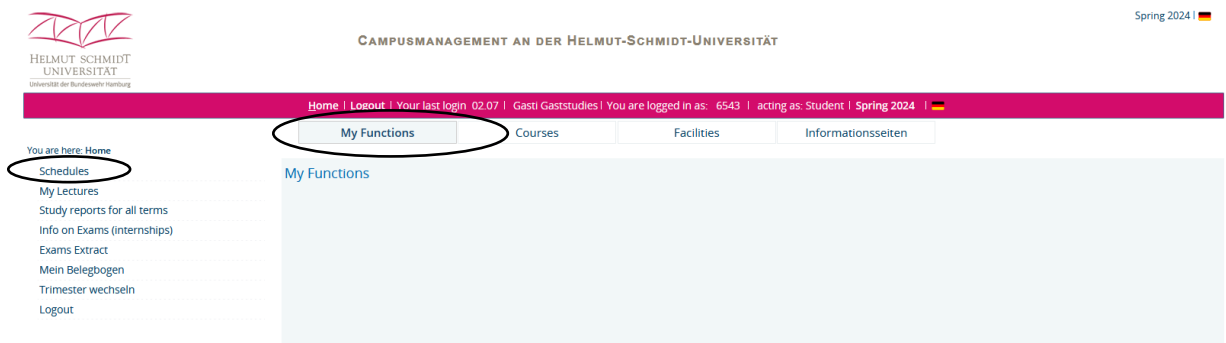 Spring 2024 |
HELMUT SCHMIDT
UNIVERSITÄT
Universität der Bundeswehr Hamburg
CAMPUSMANAGEMENT AN DER HELMUT-SCHMIDT-UNIVERSITÄT
Home | Logout | Your last login 02.07 | Gasti Gaststudies | You are logged in as: 6543 | acting as: Student | Spring 2024 |
My Functions Courses Facilities Informationsseiten
You are here: Home
Schedules
My Lectures
Study reports for all terms
Info on Exams (internships)
Exams Extract
Mein Belegbogen
Trimester wechseln
Logout
My Functions